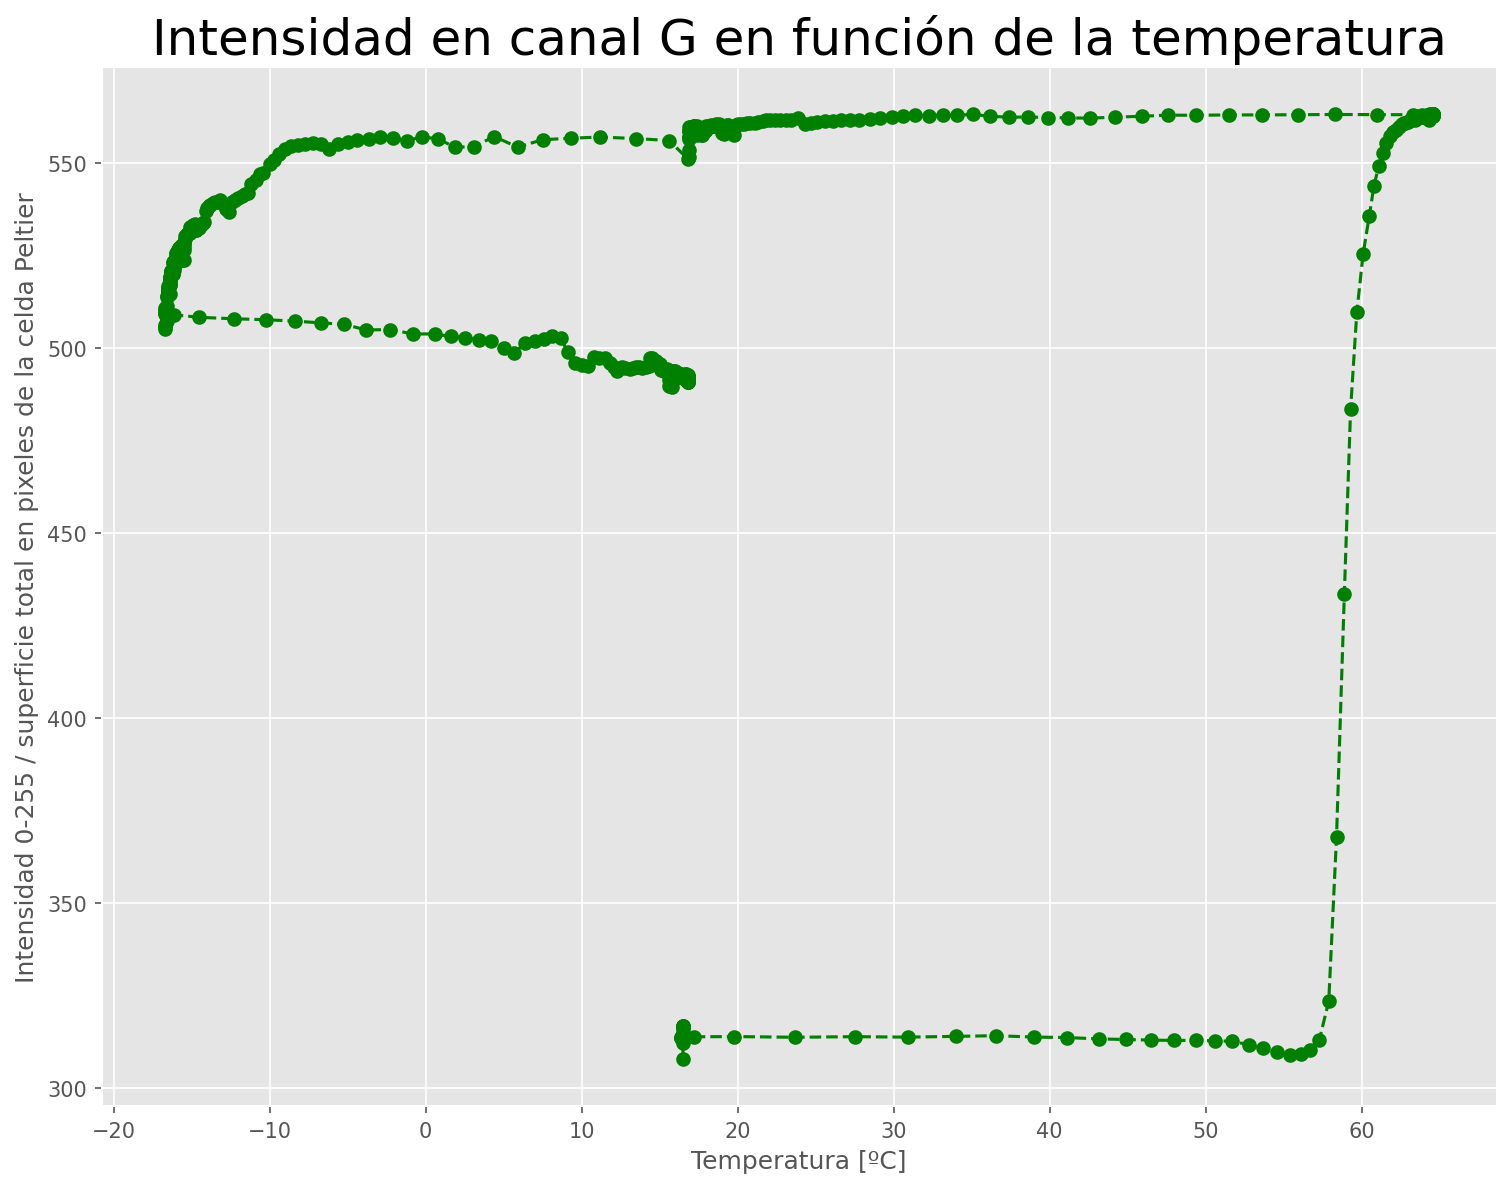 Intensidad en canal G en función de la temperatura
Intensidad 0-255 / superficie total en pixeles de la celda Peltier
550
500
450
400
350
300
−20 −10 0 10 20 30 40 50 60
Temperatura [ºC]